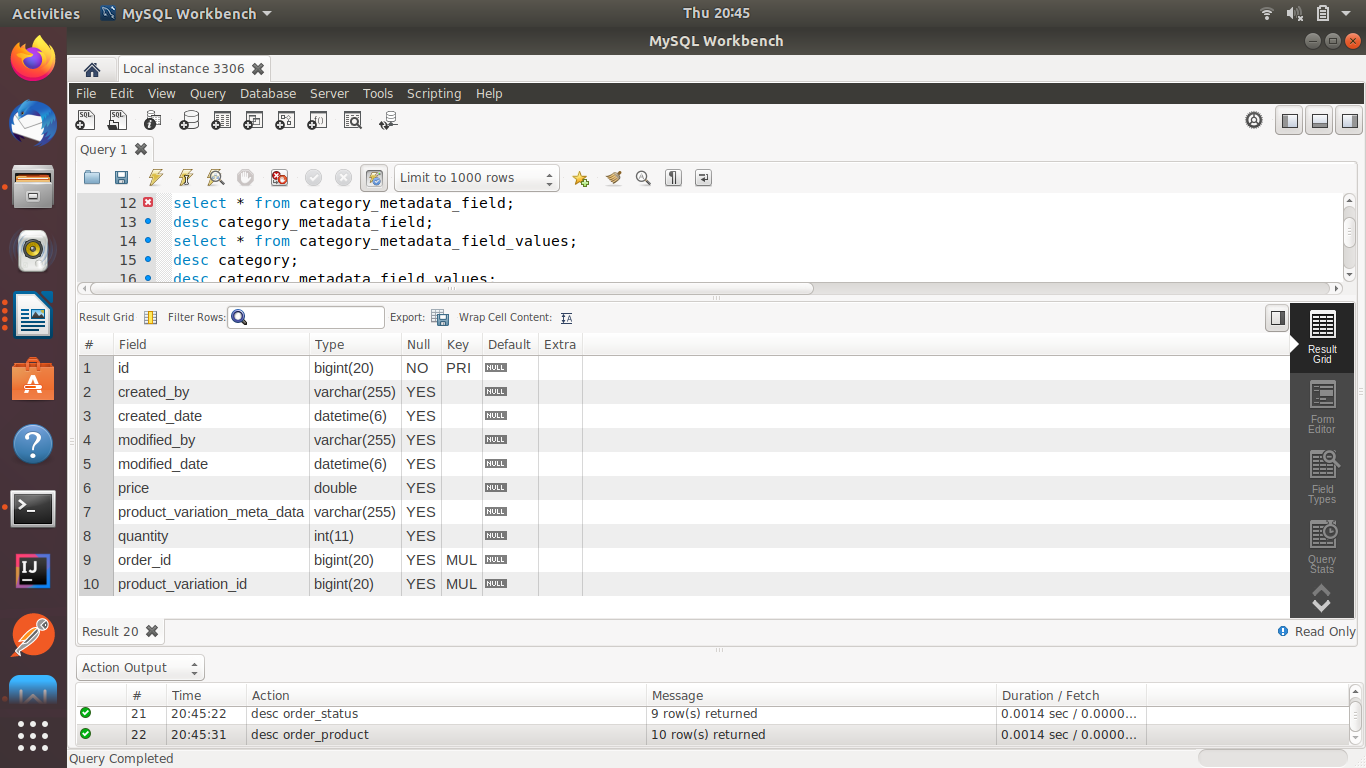 Activities MySQL Workbench Thu 20:45
MySQL Workbench
Local instance 3306
File Edit View Query Database Server Tools Scripting Help
Query 1
Limit to 1000 rows
12 select * from category_metadata_field;
13 desc category_metadata_field;
14 select * from category_metadata_field_values;
15 desc category;
16 desc category_metadata_field_values;
Result Grid Filter Rows: Export: Wrap Cell Content:
# Field Type Null Key Default Extra
1 id bigint(20) NO PRI NULL
2 created_by varchar(255) YES NULL
3 created_date datetime(6) YES NULL
4 modified_by varchar(255) YES NULL
5 modified_date datetime(6) YES NULL
6 price double YES NULL
7 product_variation_meta_data varchar(255) YES NULL
8 quantity int(11) YES NULL
9 order_id bigint(20) YES MUL NULL
10 product_variation_id bigint(20) YES MUL NULL
Result
Grid
Form
Editor
Field
Types
Query
Stats
Result 20 Read Only
Action Output
# Time Action Message Duration / Fetch
21 20:45:22 desc order_status 9 row(s) returned 0.0014 sec / 0.0000...
22 20:45:31 desc order_product 10 row(s) returned 0.0014 sec / 0.0000...
Query Completed